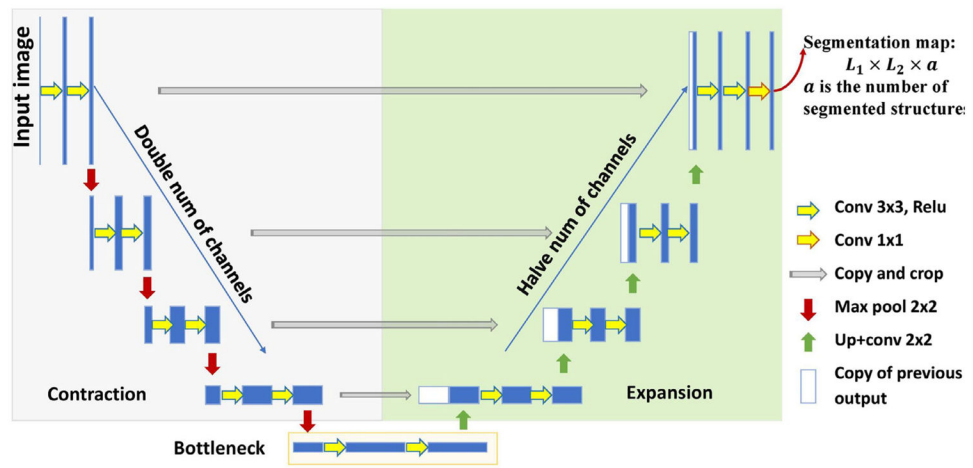 Input image
Double num of channels
Contraction
Bottleneck
Halve num of channels
Expansion
Segmentation map:
L₁ × L₂ × a
a is the number of
segmented structures
Conv 3x3, Relu
Conv 1x1
Copy and crop
Max pool 2x2
Up+conv 2x2
Copy of previous
output